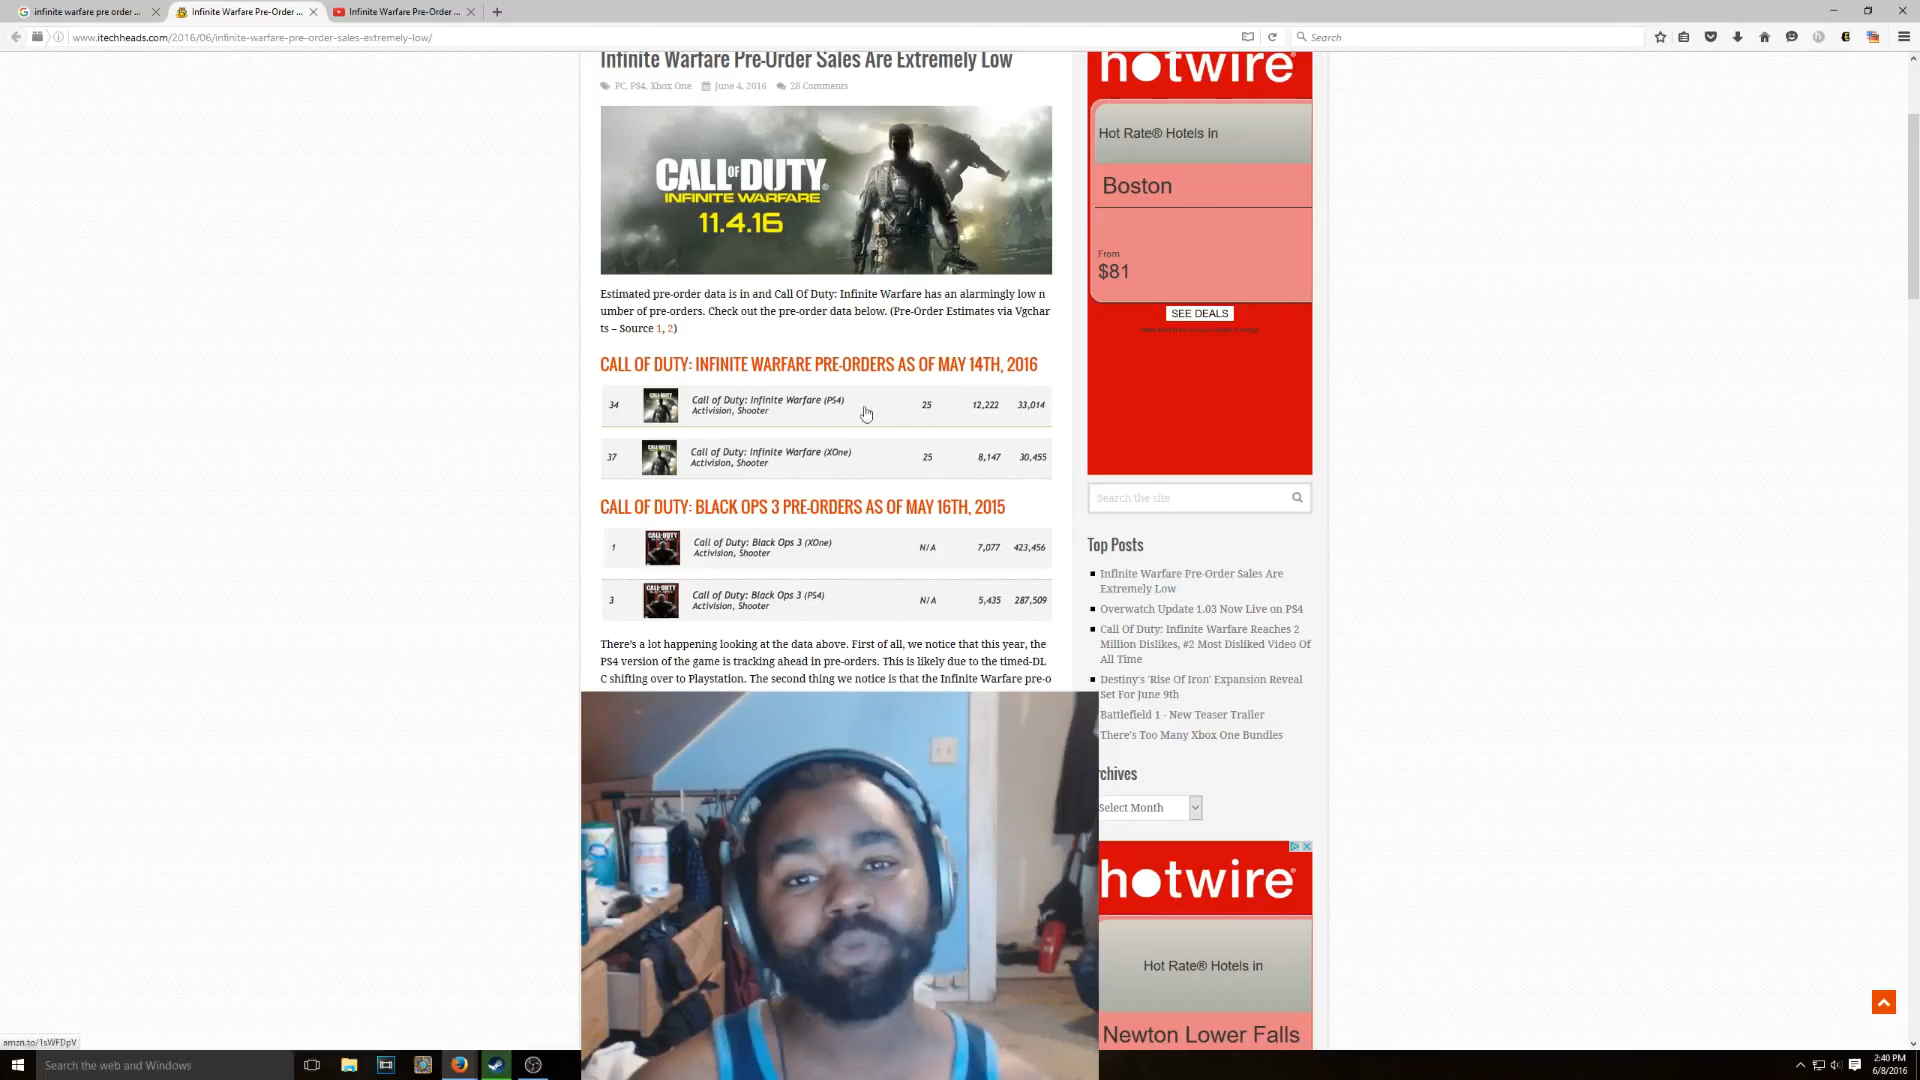 infinite warfare pre order ...
Infinite Warfare Pre-Order ...
Infinite Warfare Pre-Order ...
www.itechheads.com/2016/06/infinite-warfare-pre-order-sales-extremely-low/
Search
Infinite Warfare Pre-Order Sales Are Extremely Low
PC, PS4, Xbox One June 4, 2016 28 Comments
CALL OF DUTY®
INFINITE WARFARE
11.4.16
Estimated pre-order data is in and Call Of Duty: Infinite Warfare has an alarmingly low n
umber of pre-orders. Check out the pre-order data below. (Pre-Order Estimates via Vgchar
ts – Source 1, 2)
CALL OF DUTY: INFINITE WARFARE PRE-ORDERS AS OF MAY 14TH, 2016
34 Call of Duty: Infinite Warfare (PS4) 25 12,222 33,014
Activision, Shooter
37 Call of Duty: Infinite Warfare (XOne) 25 8,147 30,455
Activision, Shooter
CALL OF DUTY: BLACK OPS 3 PRE-ORDERS AS OF MAY 16TH, 2015
1 Call of Duty: Black Ops 3 (XOne) N/A 7,077 423,456
Activision, Shooter
3 Call of Duty: Black Ops 3 (PS4) N/A 5,435 287,509
Activision, Shooter
There's a lot happening looking at the data above. First of all, we notice that this year, the
PS4 version of the game is tracking ahead in pre-orders. This is likely due to the timed-DL
C shifting over to Playstation. The second thing we notice is that the Infinite Warfare pre-o
hotwire
Hot Rate® Hotels in
Boston
From
$81
SEE DEALS
Search the site
Top Posts
Infinite Warfare Pre-Order Sales Are
Extremely Low
Overwatch Update 1.03 Now Live on PS4
Call Of Duty: Infinite Warfare Reaches 2
Million Dislikes, #2 Most Disliked Video Of
All Time
Destiny's 'Rise Of Iron' Expansion Reveal
Set For June 9th
Battlefield 1 - New Teaser Trailer
There's Too Many Xbox One Bundles
rchives
Select Month
hotwire
Hot Rate® Hotels in
Newton Lower Falls
amzn.to/1sWFDpV
Search the web and Windows
2:40 PM
6/8/2016